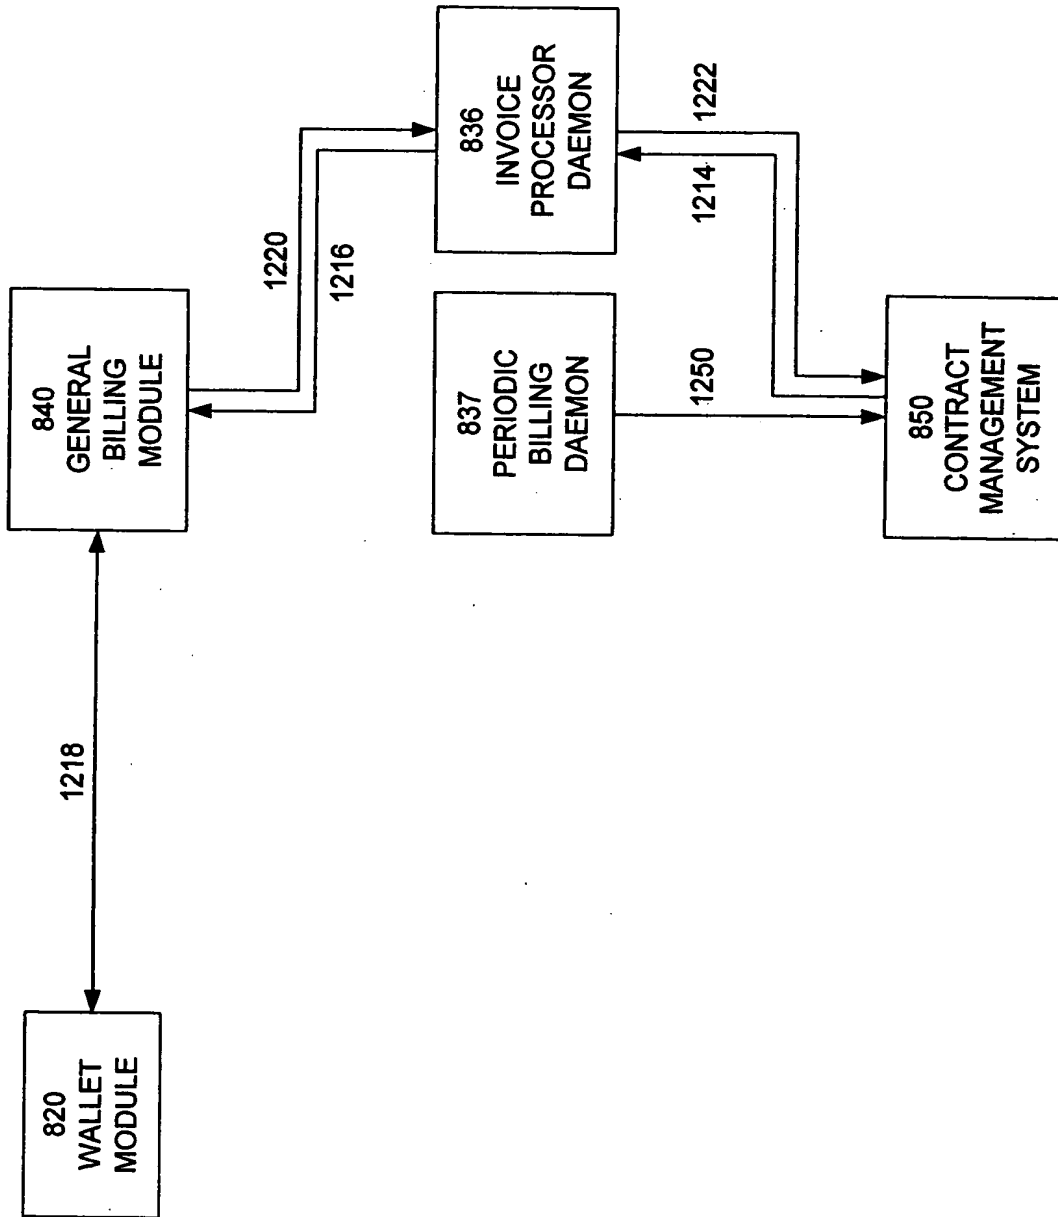 820
WALLET
MODULE
1218
840
GENERAL
BILLING
MODULE
1220
1216
837
PERIODIC
BILLING
DAEMON
836
INVOICE
PROCESSOR
DAEMON
1250
1214
1222
850
CONTRACT
MANAGEMENT
SYSTEM